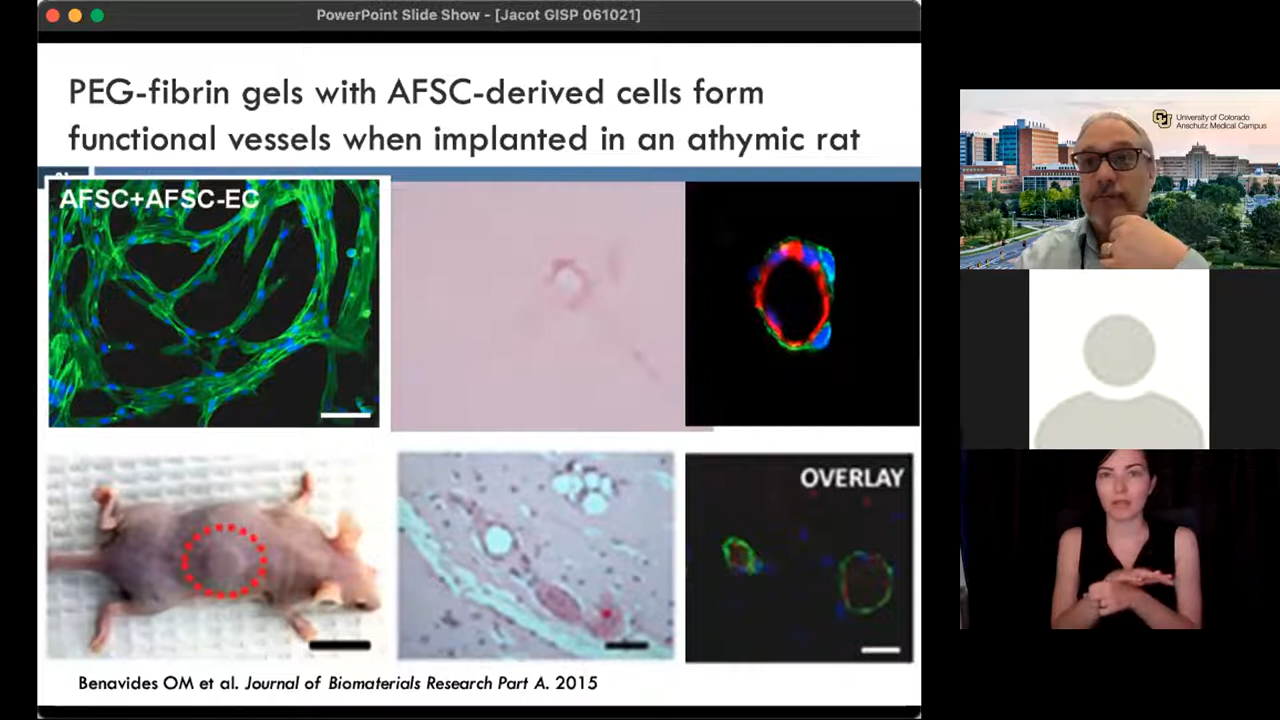 PowerPoint Slide Show - [Jacot GISP 061021]
PEG-fibrin gels with AFSC-derived cells form
functional vessels when implanted in an athymic rat
AFSC+AFSC-EC
OVERLAY
Benavides OM et al. Journal of Biomaterials Research Part A. 2015
University of Colorado
Anschutz Medical Campus